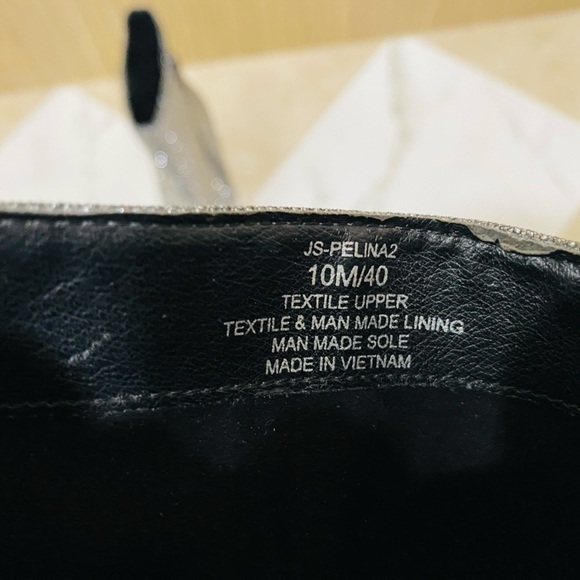 JS-PELINA2
10M/40
TEXTILE UPPER
TEXTILE & MAN MADE LINING
MAN MADE SOLE
MADE IN VIETNAM